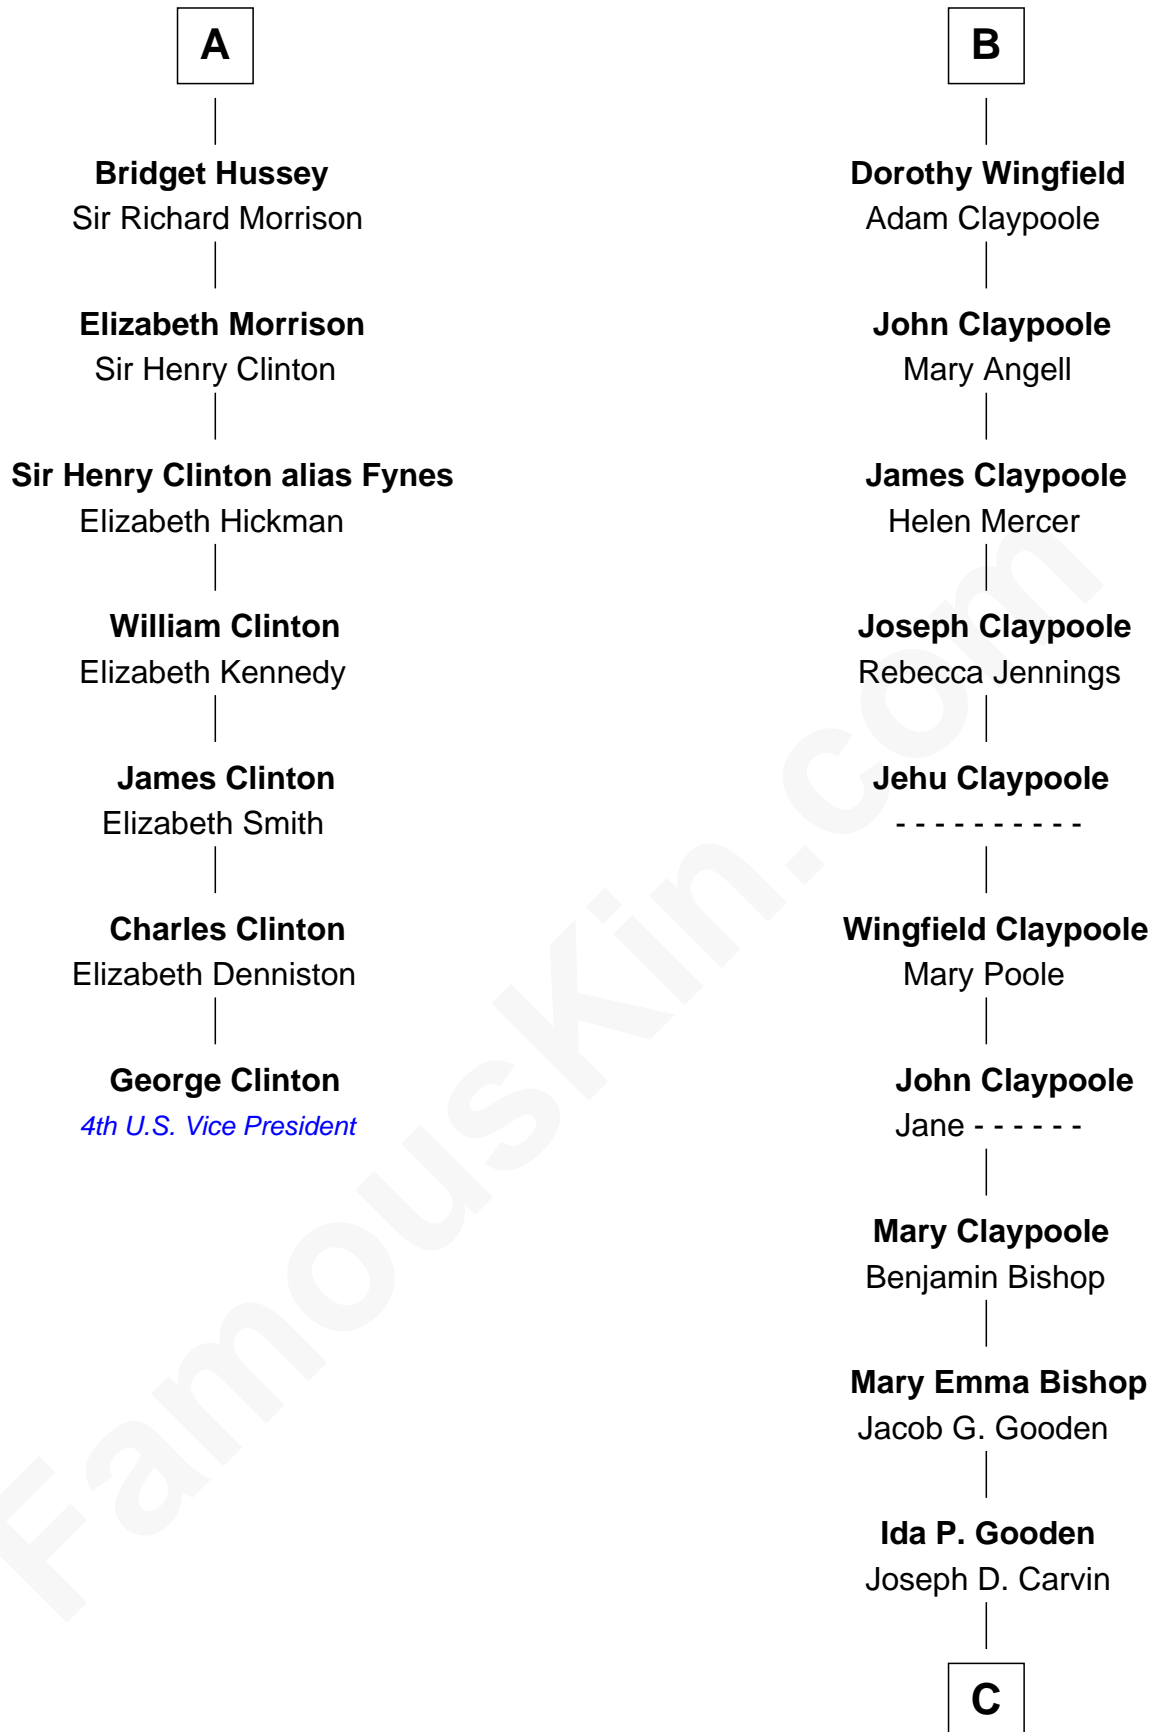 A
Bridget Hussey
Sir Richard Morrison
Elizabeth Morrison
Sir Henry Clinton
Sir Henry Clinton alias Fynes
Elizabeth Hickman
William Clinton
Elizabeth Kennedy
James Clinton
Elizabeth Smith
Charles Clinton
Elizabeth Denniston
George Clinton
4th U.S. Vice President
B
Dorothy Wingfield
Adam Claypoole
John Claypoole
Mary Angell
James Claypoole
Helen Mercer
Joseph Claypoole
Rebecca Jennings
Jehu Claypoole
- - - - - - - - - -
Wingfield Claypoole
Mary Poole
John Claypoole
Jane - - - - - -
Mary Claypoole
Benjamin Bishop
Mary Emma Bishop
Jacob G. Gooden
Ida P. Gooden
Joseph D. Carvin
C
FamousKin.com